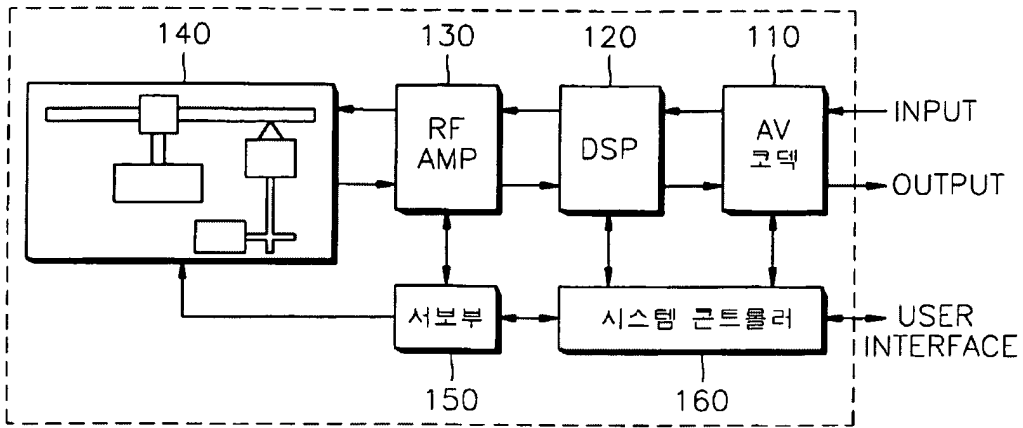 140
130
120
110
RF
AMP
DSP
AV
코덱
INPUT
OUTPUT
서보부
시스템 콘트롤러
USER
INTERFACE
150
160